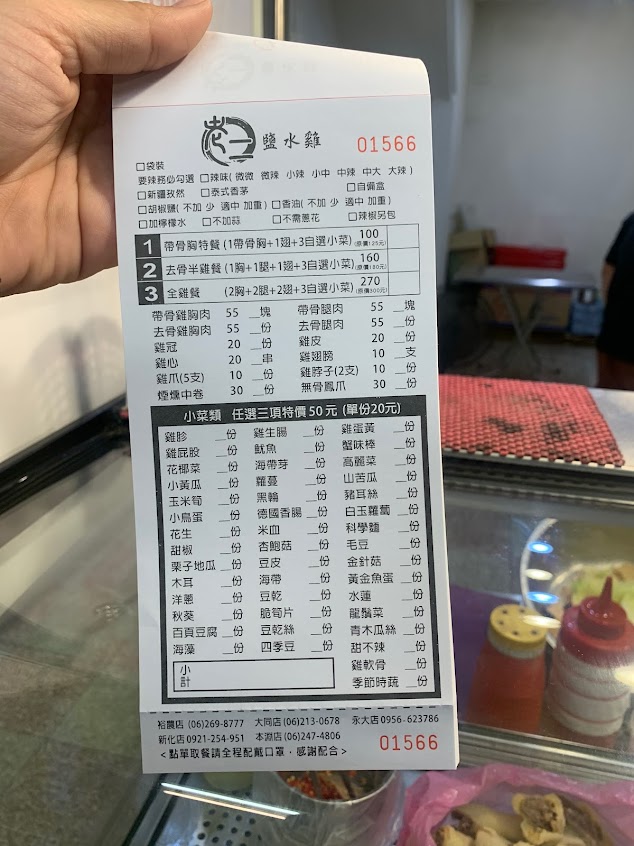 老二 鹽水雞 01566
□袋裝
要辣務必勾選 □辣味( 微微 微辣 小辣 小中 中辣 中大 大辣 )
□新疆孜然 □泰式香茅 □自備盒
□胡椒鹽( 不加 少 適中 加重 ) □香油( 不加 少 適中 加重 )
□加檸檬水 □不加蒜 □不需蔥花 □辣椒另包
1 帶骨胸特餐 (1帶骨胸+1翅+3自選小菜) 100 (原價125元)
2 去骨半雞餐 (1胸+1腿+1翅+3自選小菜) 160 (原價180元)
3 全雞餐 (2胸+2腿+2翅+3自選小菜) 270 (原價300元)
帶骨雞胸肉 55 __塊 帶骨腿肉 55 __塊
去骨雞胸肉 55 __份 去骨腿肉 55 __份
雞冠 20 __份 雞皮 20 __份
雞心 20 __串 雞翅膀 10 __支
雞爪(5支) 10 __份 雞脖子(2支) 10 __份
煙燻中卷 30 __份 無骨鳳爪 30 __份
小菜類 任選三項特價50元 (單份20元)
雞胗 __份 雞生腸 __份 雞蛋黃 __份
雞屁股 __份 魷魚 __份 蟹味棒 __份
花椰菜 __份 海帶芽 __份 高麗菜 __份
小黃瓜 __份 蘿蔓 __份 山苦瓜 __份
玉米筍 __份 黑輪 __份 豬耳絲 __份
小鳥蛋 __份 德國香腸 __份 白玉蘿蔔 __份
花生 __份 米血 __份 科學麵 __份
甜椒 __份 杏鮑菇 __份 毛豆 __份
栗子地瓜 __份 豆皮 __份 金針菇 __份
木耳 __份 海帶 __份 黃金魚蛋 __份
洋蔥 __份 豆乾 __份 水蓮 __份
秋葵 __份 脆筍片 __份 龍鬚菜 __份
百頁豆腐 __份 豆乾絲 __份 青木瓜絲 __份
海藻 __份 四季豆 __份 甜不辣 __份
小計 雞軟骨 __份
季節時蔬 __份
裕農店 (06)269-8777 大同店 (06)213-0678 永大店 0956-623786
新化店 0921-254-951 本源店 (06)247-4806
<點單取餐請全程配戴口罩，感謝配合> 01566